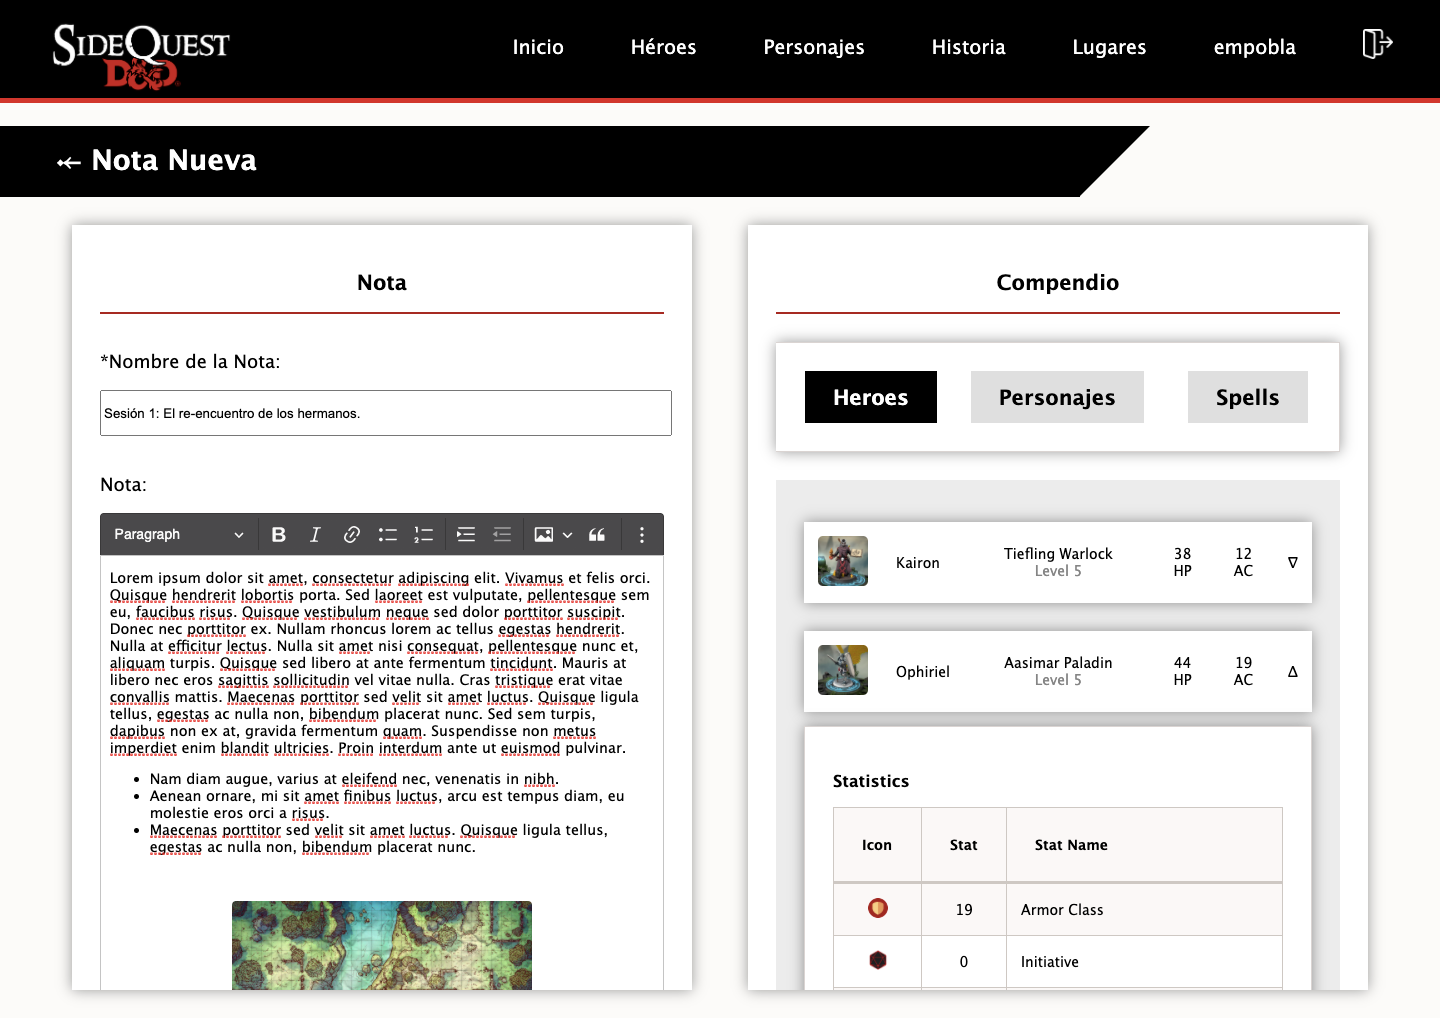 SIDEQUEST
D&D
Inicio
Héroes
Personajes
Historia
Lugares
empobla
Nota Nueva
Nota
*Nombre de la Nota:
Sesión 1: El re-encuentro de los hermanos.
Nota:
Paragraph
Lorem ipsum dolor sit amet, consectetur adipiscing elit. Vivamus et felis orci.
Quisque hendrerit lobortis porta. Sed laoreet est vulputate, pellentesque sem
eu, faucibus risus. Quisque vestibulum neque sed dolor porttitor suscipit.
Donec nec porttitor ex. Nullam rhoncus lorem ac tellus egestas hendrerit.
Nulla at efficitur lectus. Nulla sit amet nisi consequat, pellentesque nunc et,
aliquam turpis. Quisque sed libero at ante fermentum tincidunt. Mauris at
libero nec eros sagittis sollicitudin vel vitae nulla. Cras tristique erat vitae
convallis mattis. Maecenas porttitor sed velit sit amet luctus. Quisque ligula
tellus, egestas ac nulla non, bibendum placerat nunc. Sed sem turpis,
dapibus non ex at, gravida fermentum quam. Suspendisse non metus
imperdiet enim blandit ultricies. Proin interdum ante ut euismod pulvinar.
• Nam diam augue, varius at eleifend nec, venenatis in nibh.
• Aenean ornare, mi sit amet finibus luctus, arcu est tempus diam, eu
molestie eros orci a risus.
• Maecenas porttitor sed velit sit amet luctus. Quisque ligula tellus,
egestas ac nulla non, bibendum placerat nunc.
Compendio
Heroes
Personajes
Spells
Kairon
Tiefling Warlock
Level 5
38
HP
12
AC
∇
Ophiriel
Aasimar Paladin
Level 5
44
HP
19
AC
Δ
Statistics
Icon
Stat
Stat Name
19
Armor Class
0
Initiative